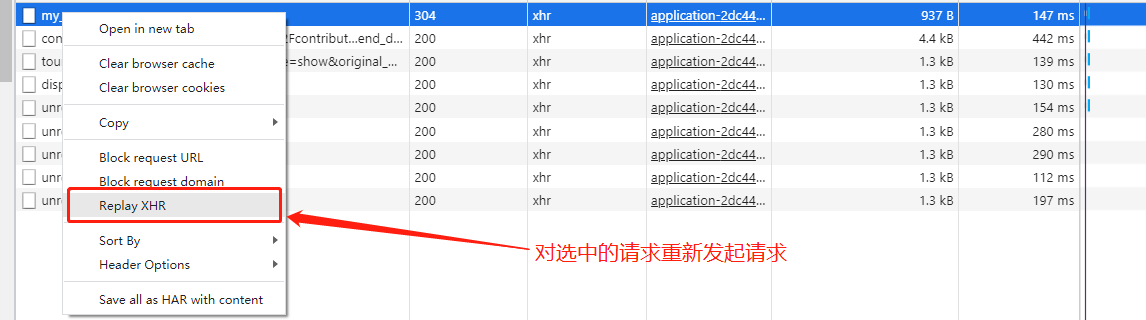 my_ 304 xhr application-2dc44... 937 B 147 ms
Open in new tab
con 2Fcontribut...end_d... 200 xhr application-2dc44... 4.4 kB 442 ms
Clear browser cache
tou e=show&original_... 200 xhr application-2dc44... 1.3 kB 139 ms
Clear browser cookies
disp 200 xhr application-2dc44... 1.3 kB 130 ms
unre 200 xhr application-2dc44... 1.3 kB 154 ms
Copy
unre 200 xhr application-2dc44... 1.3 kB 280 ms
Block request URL
unre 200 xhr application-2dc44... 1.3 kB 290 ms
Block request domain
unre 200 xhr application-2dc44... 1.3 kB 112 ms
Replay XHR
unre 200 xhr application-2dc44... 1.3 kB 197 ms
Sort By
对选中的请求重新发起请求
Header Options
Save all as HAR with content